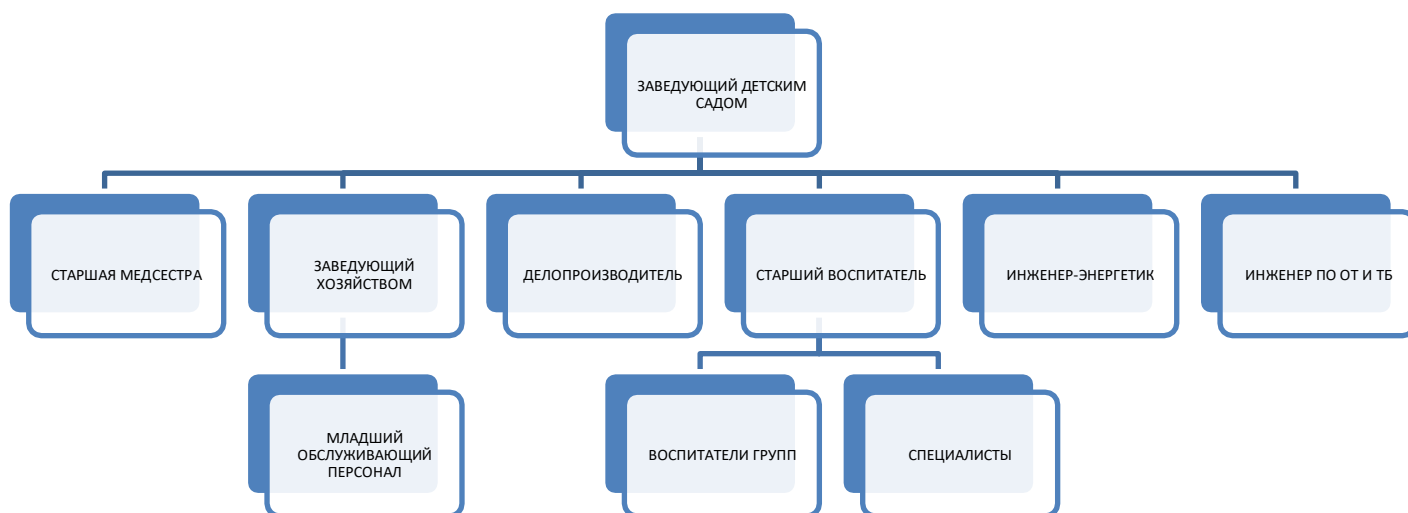 ЗАВЕДУЮЩИЙ ДЕТСКИМ
САДОМ
СТАРШАЯ МЕДСЕСТРА
ЗАВЕДУЮЩИЙ
ХОЗЯЙСТВОМ
ДЕЛОПРОИЗВОДИТЕЛЬ
СТАРШИЙ ВОСПИТАТЕЛЬ
ИНЖЕНЕР-ЭНЕРГЕТИК
ИНЖЕНЕР ПО ОТ И ТБ
МЛАДШИЙ
ОБСЛУЖИВАЮЩИЙ
ПЕРСОНАЛ
ВОСПИТАТЕЛИ ГРУПП
СПЕЦИАЛИСТЫ